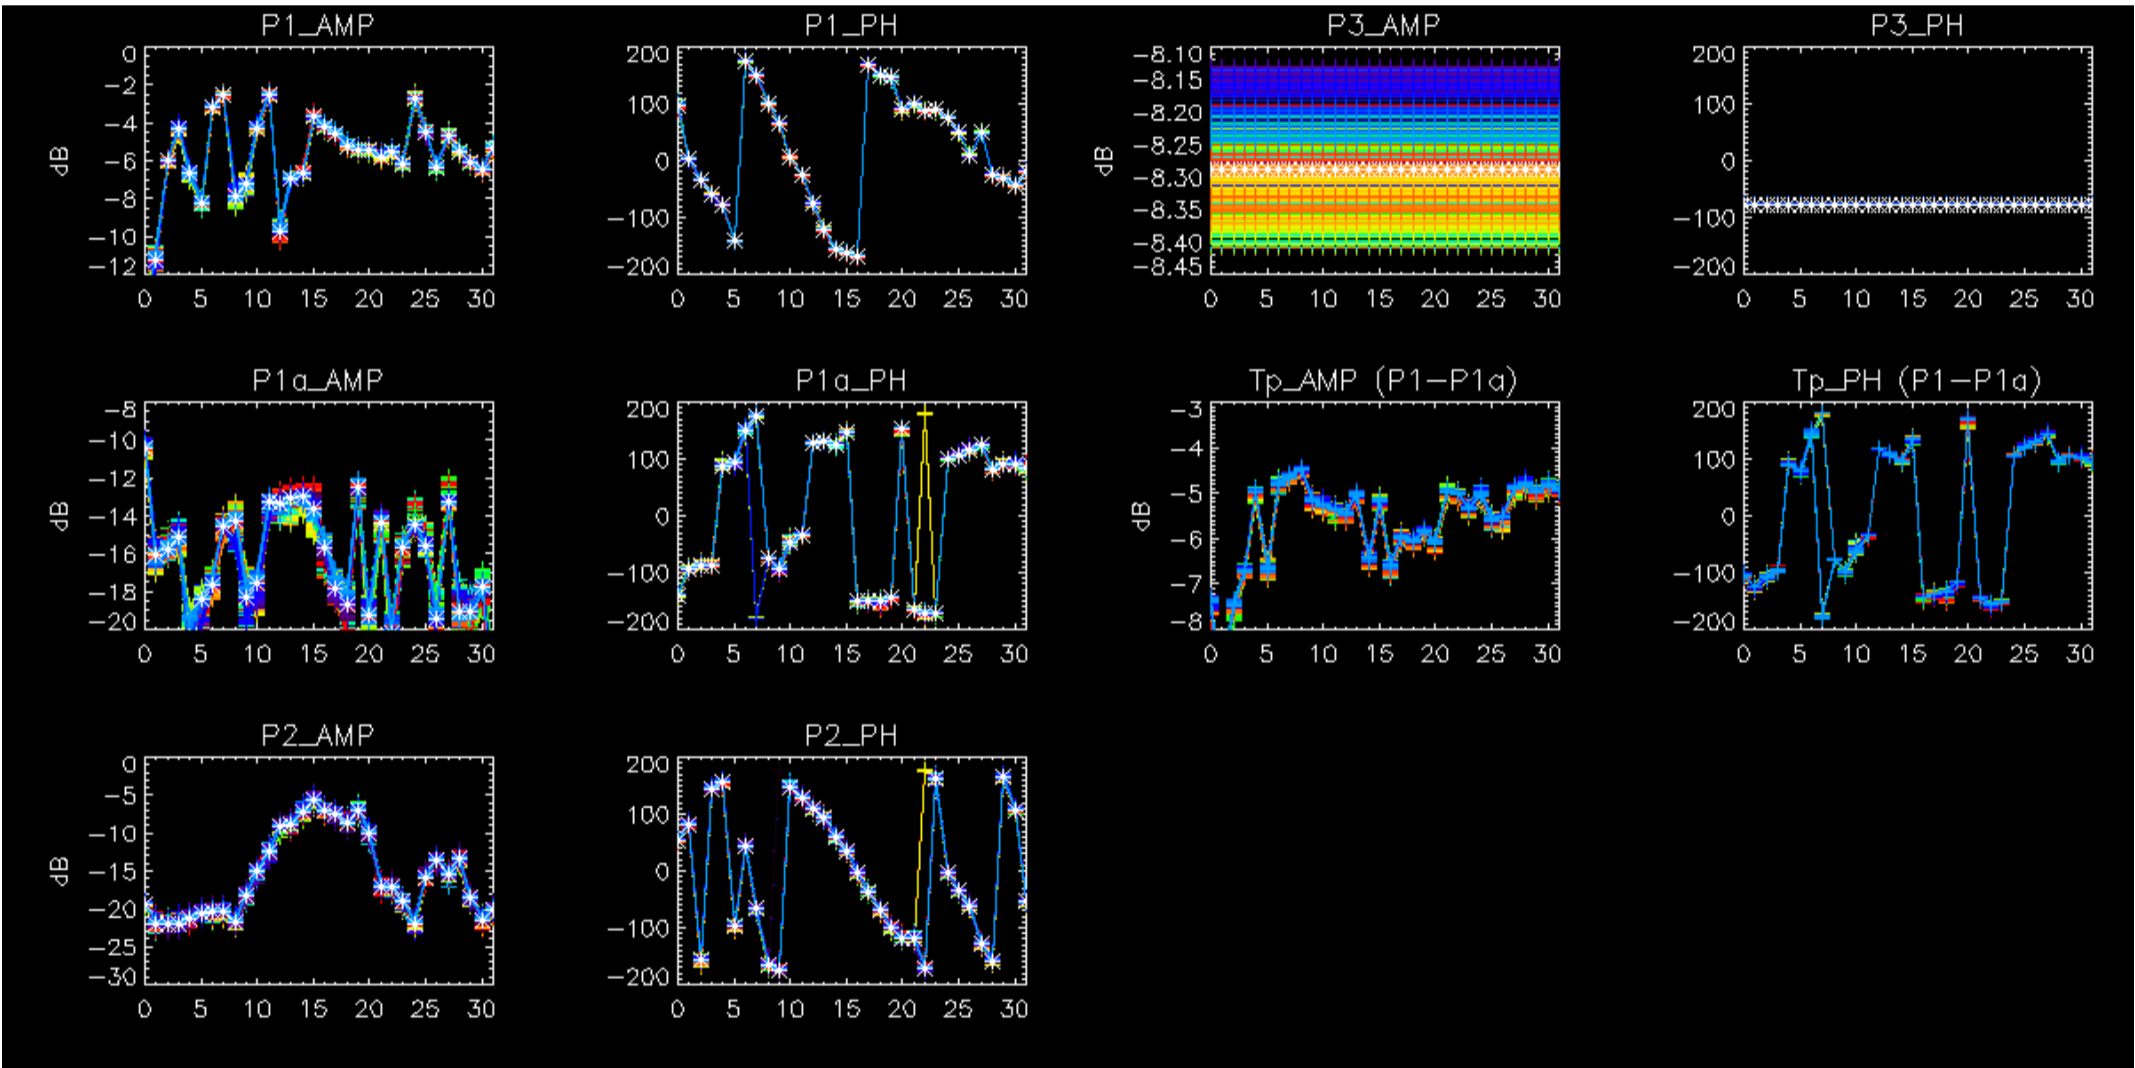 P1_AMP
0
-2
-4
-6
-8
-10
-12
dB
0 5 10 15 20 25 30
P1_PH
200
100
0
-100
-200
0 5 10 15 20 25 30
P3_AMP
-8.10
-8.15
-8.20
-8.25
-8.30
-8.35
-8.40
-8.45
dB
0 5 10 15 20 25 30
P3_PH
200
100
0
-100
-200
0 5 10 15 20 25 30
P1a_AMP
-8
-10
-12
-14
-16
-18
-20
dB
0 5 10 15 20 25 30
P1a_PH
200
100
0
-100
-200
0 5 10 15 20 25 30
Tp_AMP (P1-P1a)
-3
-4
-5
-6
-7
-8
dB
0 5 10 15 20 25 30
Tp_PH (P1-P1a)
200
100
0
-100
-200
0 5 10 15 20 25 30
P2_AMP
0
-5
-10
-15
-20
-25
-30
dB
0 5 10 15 20 25 30
P2_PH
200
100
0
-100
-200
0 5 10 15 20 25 30